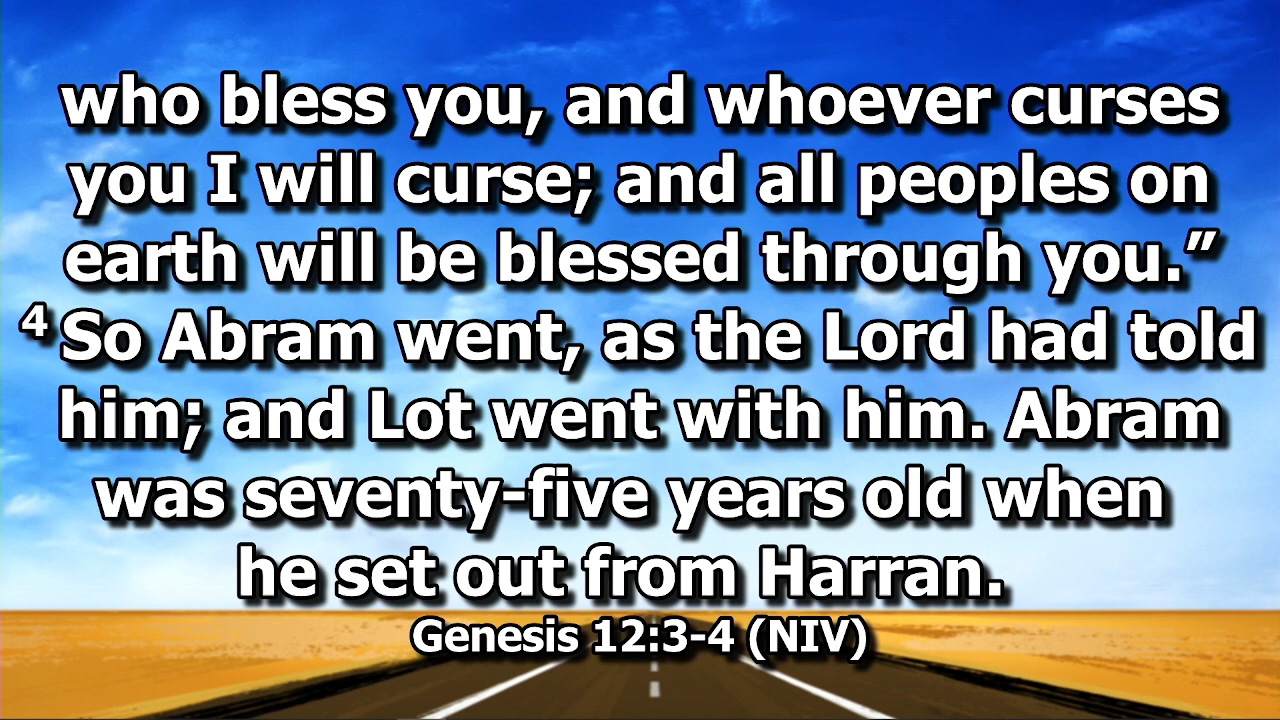 who bless you, and whoever curses
you I will curse; and all peoples on
earth will be blessed through you.”
⁴ So Abram went, as the Lord had told
him; and Lot went with him. Abram
was seventy-five years old when
he set out from Harran.
Genesis 12:3-4 (NIV)